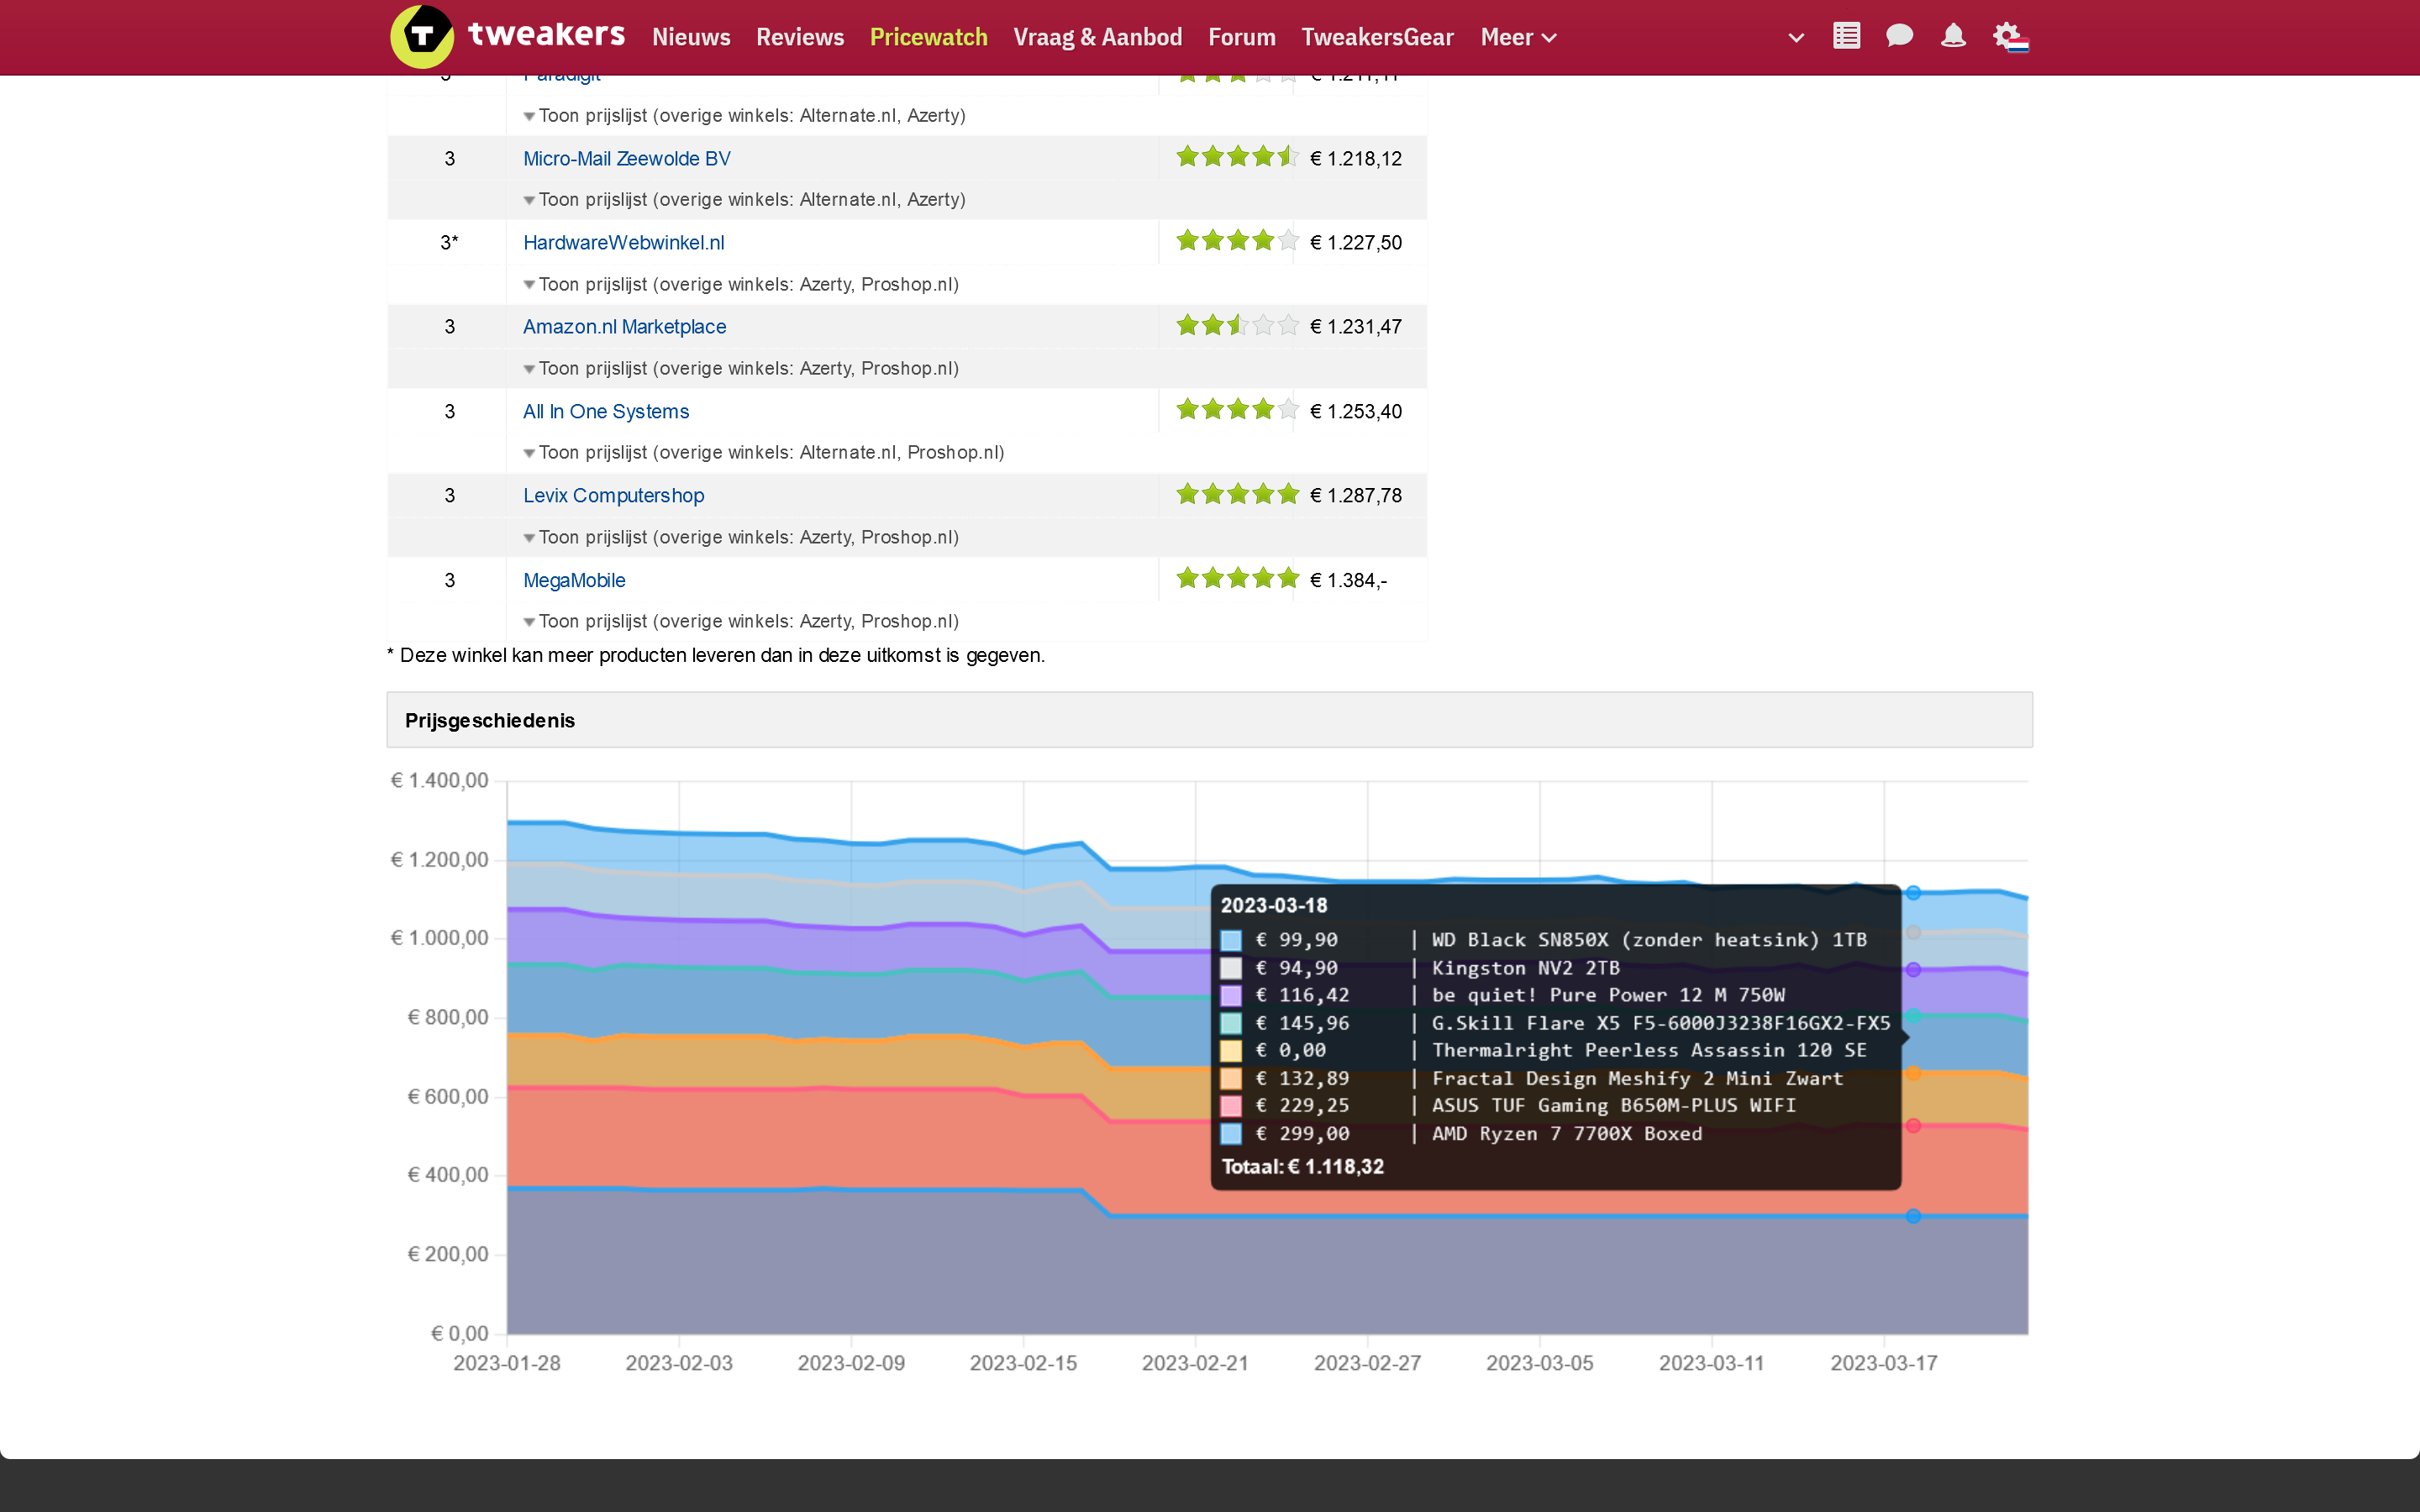 tweakers Nieuws Reviews Pricewatch Vraag & Aanbod Forum TweakersGear Meer
Toon prijslijst (overige winkels: Alternate.nl, Azerty)
3 Micro-Mail Zeewolde BV € 1.218,12
Toon prijslijst (overige winkels: Alternate.nl, Azerty)
3* HardwareWebwinkel.nl € 1.227,50
Toon prijslijst (overige winkels: Azerty, Proshop.nl)
3 Amazon.nl Marketplace € 1.231,47
Toon prijslijst (overige winkels: Azerty, Proshop.nl)
3 All In One Systems € 1.253,40
Toon prijslijst (overige winkels: Alternate.nl, Proshop.nl)
3 Levix Computershop € 1.287,78
Toon prijslijst (overige winkels: Azerty, Proshop.nl)
3 MegaMobile € 1.384,-
Toon prijslijst (overige winkels: Azerty, Proshop.nl)
* Deze winkel kan meer producten leveren dan in deze uitkomst is gegeven.
Prijsgeschiedenis
€ 1.400,00
€ 1.200,00
€ 1.000,00
€ 800,00
€ 600,00
€ 400,00
€ 200,00
€ 0,00
2023-03-18
€ 99,90 | WD Black SN850X (zonder heatsink) 1TB
€ 94,90 | Kingston NV2 2TB
€ 116,42 | be quiet! Pure Power 12 M 750W
€ 145,96 | G.Skill Flare X5 F5-6000J3238F16GX2-FX5
€ 0,00 | Thermalright Peerless Assassin 120 SE
€ 132,89 | Fractal Design Meshify 2 Mini Zwart
€ 229,25 | ASUS TUF Gaming B650M-PLUS WIFI
€ 299,00 | AMD Ryzen 7 7700X Boxed
Totaal: € 1.118,32
2023-01-28 2023-02-03 2023-02-09 2023-02-15 2023-02-21 2023-02-27 2023-03-05 2023-03-11 2023-03-17